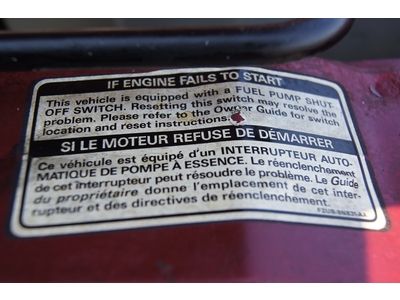 IF ENGINE FAILS TO START
This vehicle is equipped with a FUEL PUMP SHUT-
OFF SWITCH. Resetting this switch may resolve the
problem. Please refer to the Owner Guide for switch
location and reset instructions.
SI LE MOTEUR REFUSE DE DÉMARRER
Ce véhicule est équipé d'un INTERRUPTEUR AUTO-
MATIQUE DE POMPE À ESSENCE. Le réenclenchement
de cet interrupteur peut résoudre le problème. Le Guide
du propriétaire donne l'emplacement de cet inter-
rupteur et des directives de réenclenchement.